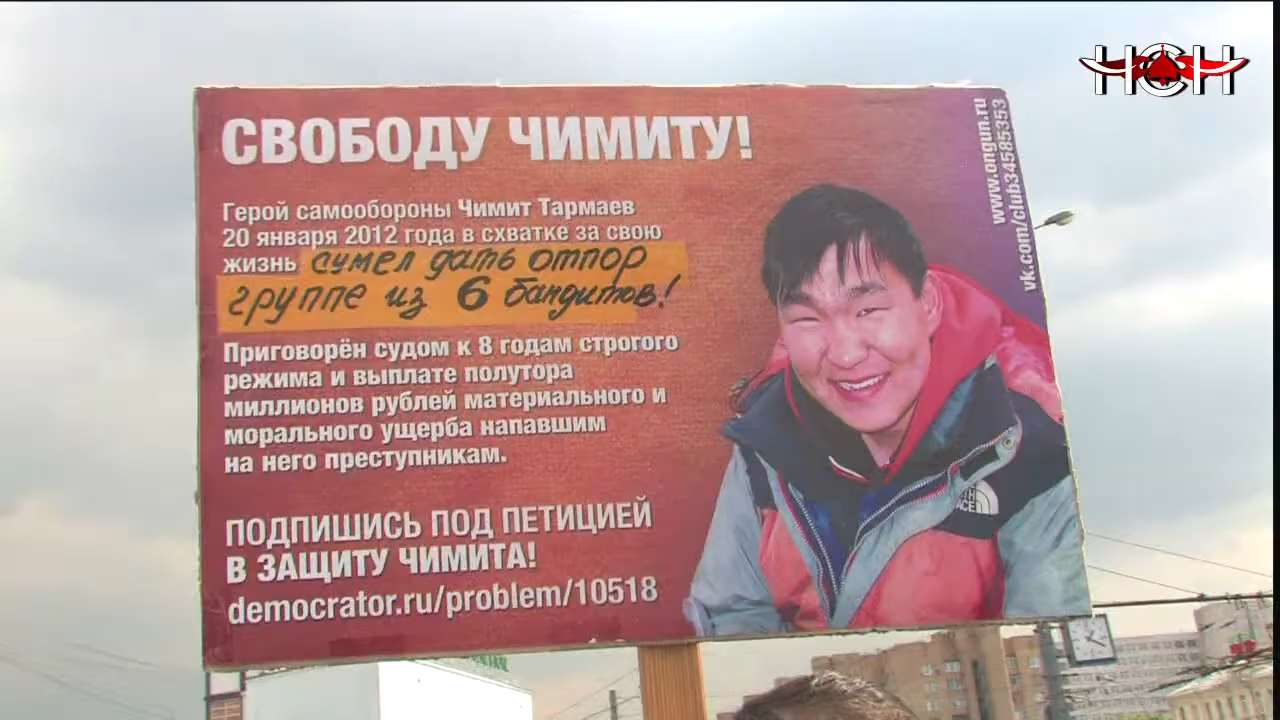 НСН
СВОБОДУ ЧИМИТУ!
www.ongun.ru
vk.com/club34585353
Герой самообороны Чимит Тармаев
20 января 2012 года в схватке за свою
жизнь сумел дать отпор
группе из 6 бандитов!
Приговорён судом к 8 годам строгого
режима и выплате полутора
миллионов рублей материального и
морального ущерба напавшим
на него преступникам.
ПОДПИШИСЬ ПОД ПЕТИЦИЕЙ
В ЗАЩИТУ ЧИМИТА!
democrator.ru/problem/10518